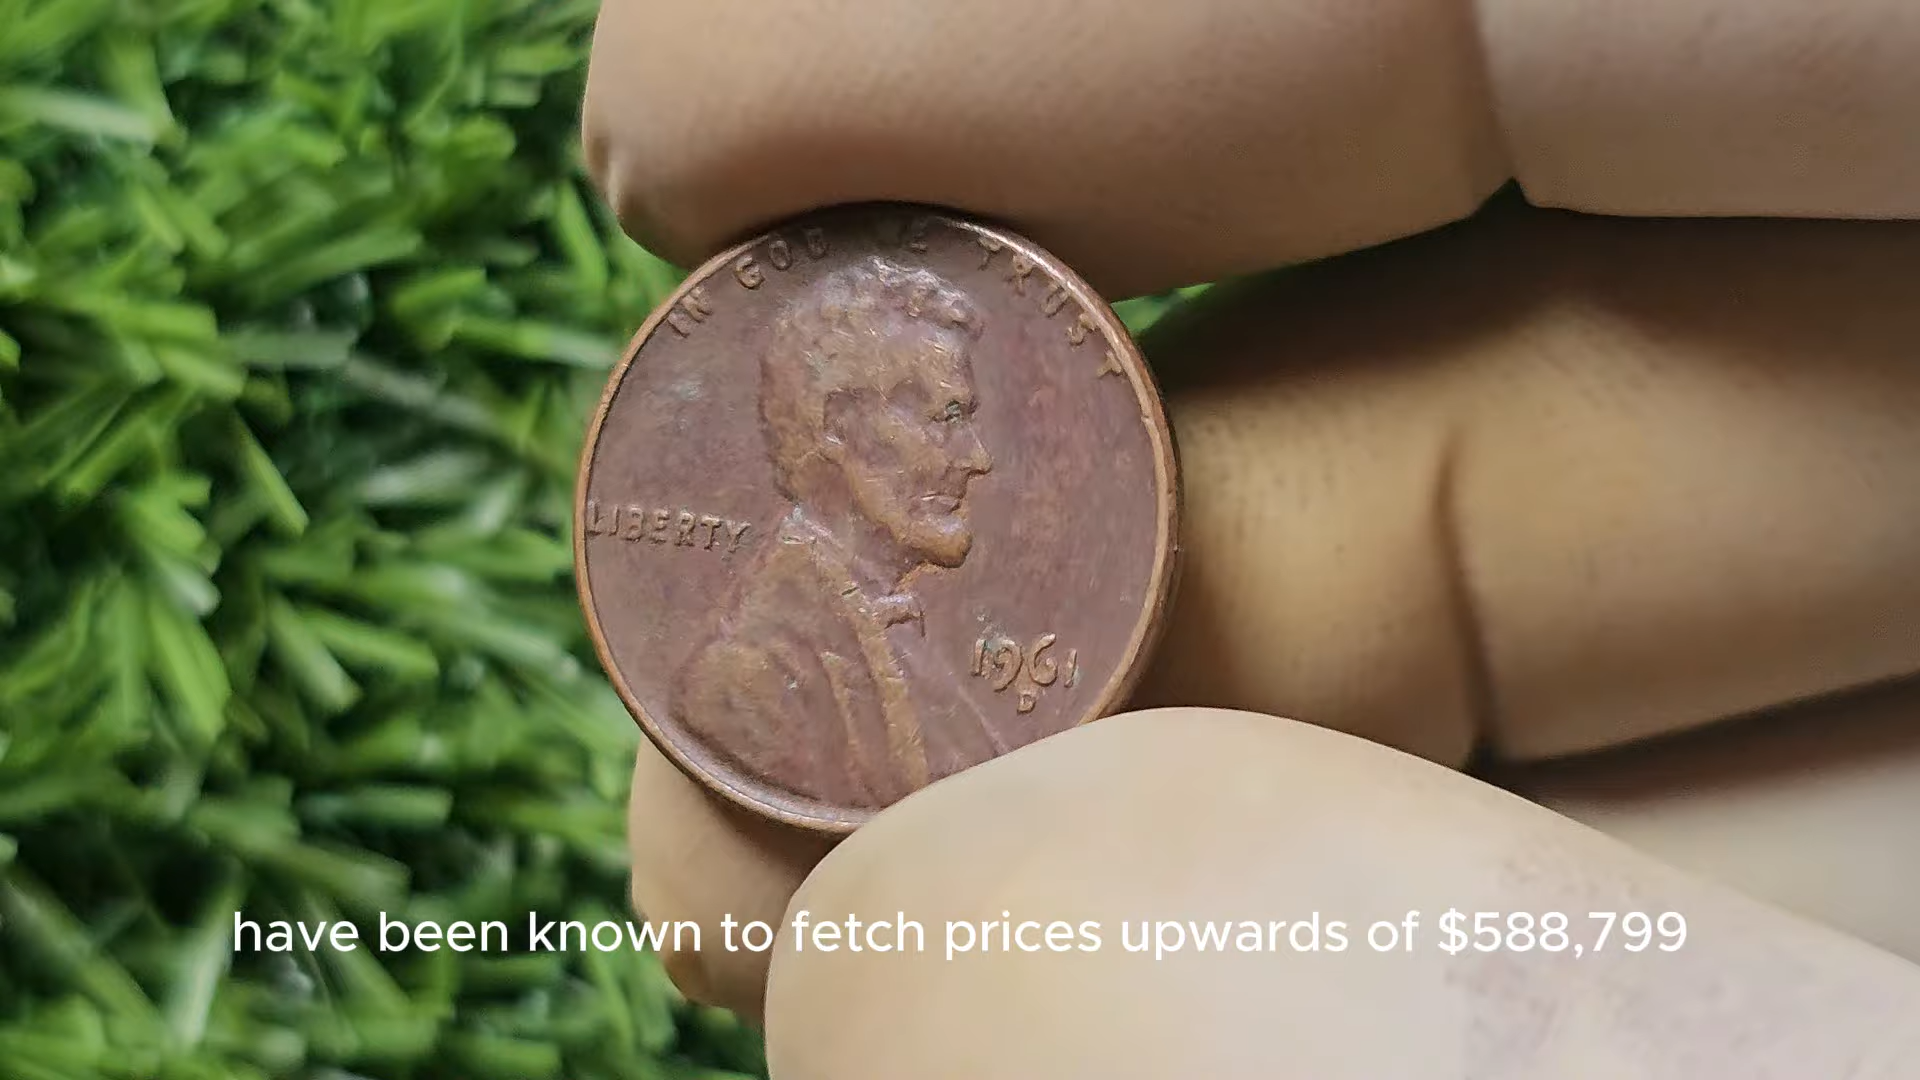 IN GOD WE TRUST
LIBERTY
1961
D
have been known to fetch prices upwards of $588,799